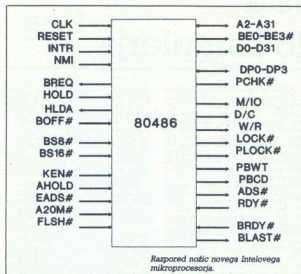 CLK
RESET
INTR
NMI
BREQ
HOLD
HLDA
BOFF#
BS8#
BS16#
KEN#
AHOLD
EADS#
A20M#
FLSH#
80486
A2-A31
BE0-BE3#
D0-D31
DP0-DP3
PCHK#
M/IO
D/C
W/R
LOCK#
PLOCK#
PBWT
PBCD
ADS#
RDY#
BRDY#
BLAST#
Razpored nožic novega Intelovega
mikroprocesorja.